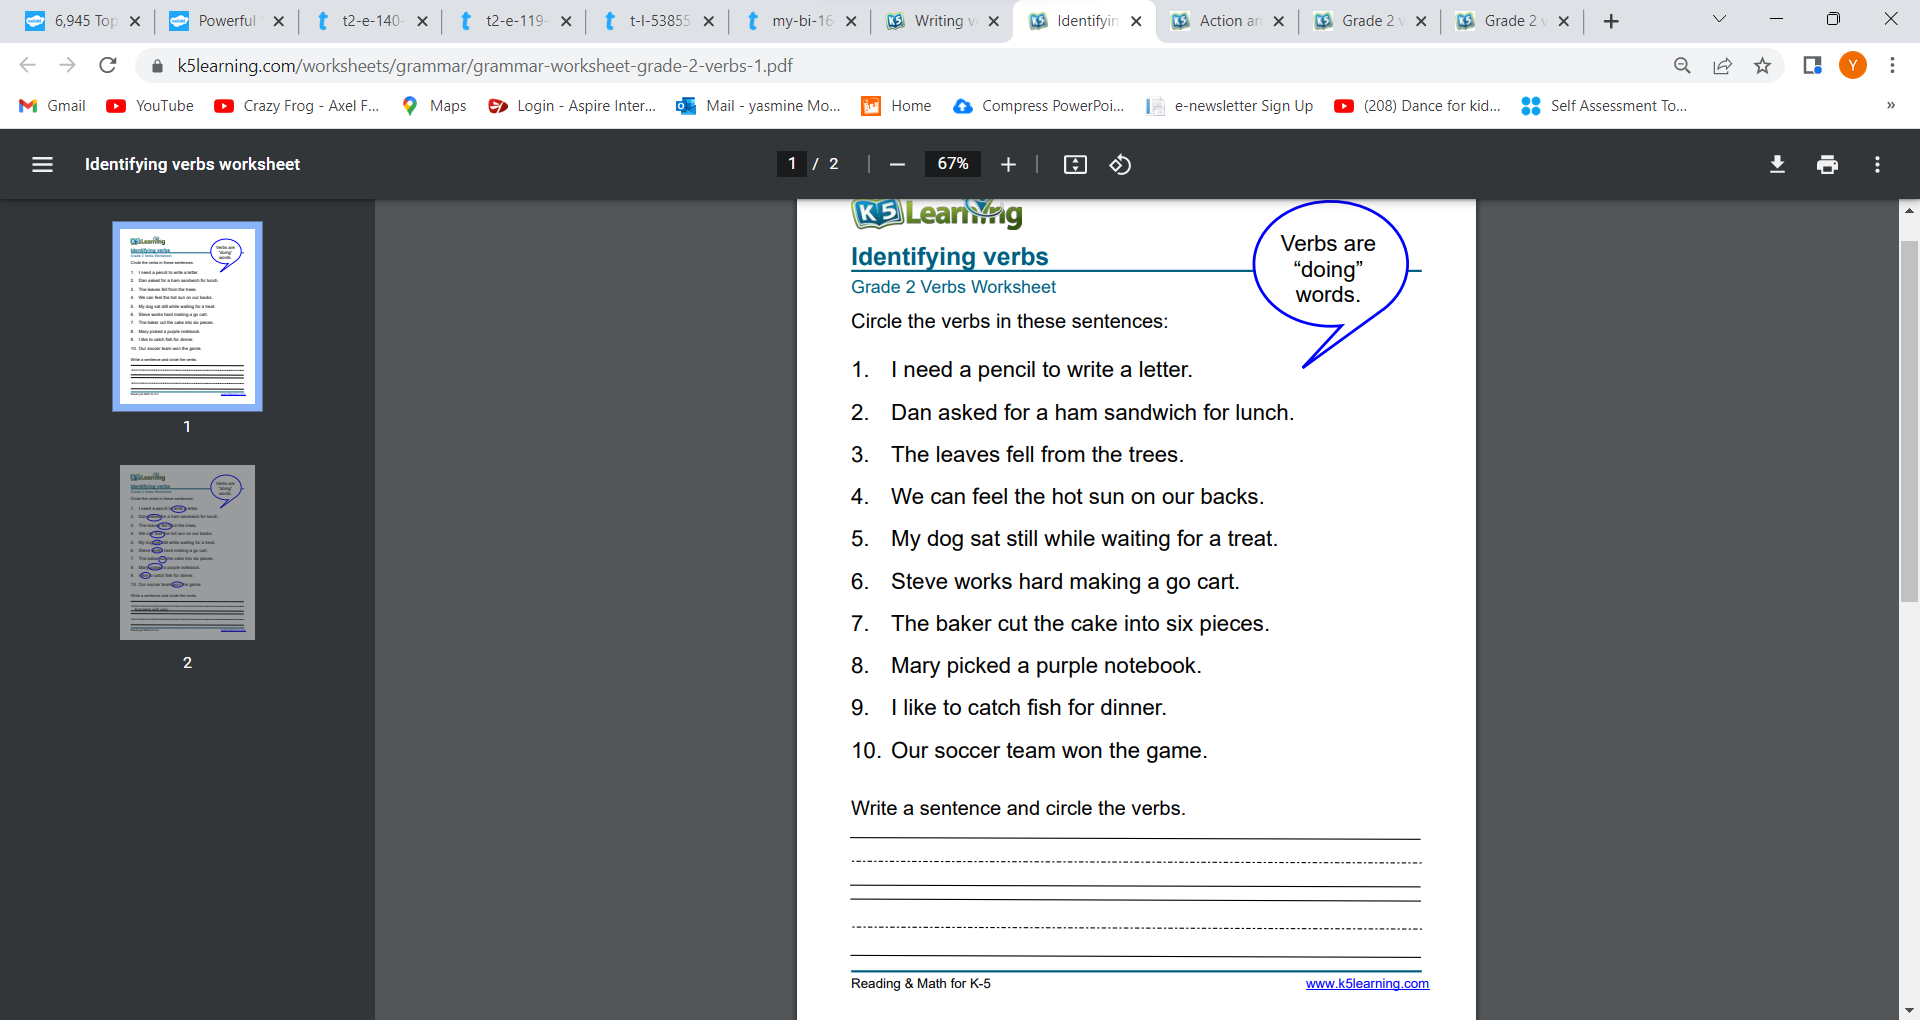 6,945 Top
Powerful
t2-e-140-
t2-e-119-
t-l-53855
my-bi-16-
Writing v
Identifyin
Action an
Grade 2 v
Grade 2 v
k5learning.com/worksheets/grammar/grammar-worksheet-grade-2-verbs-1.pdf
Y
Gmail
YouTube
Crazy Frog - Axel F...
Maps
Login - Aspire Inter...
Mail - yasmine Mo...
Home
Compress PowerPoi...
e-newsletter Sign Up
(208) Dance for kid...
Self Assessment To...
»
Identifying verbs worksheet
1 / 2
67%
1
2
K5 Learning
Identifying verbs
Grade 2 Verbs Worksheet
Verbs are
“doing”
words.
Circle the verbs in these sentences:
1. I need a pencil to write a letter.
2. Dan asked for a ham sandwich for lunch.
3. The leaves fell from the trees.
4. We can feel the hot sun on our backs.
5. My dog sat still while waiting for a treat.
6. Steve works hard making a go cart.
7. The baker cut the cake into six pieces.
8. Mary picked a purple notebook.
9. I like to catch fish for dinner.
10. Our soccer team won the game.
Write a sentence and circle the verbs.
Reading & Math for K-5
www.k5learning.com